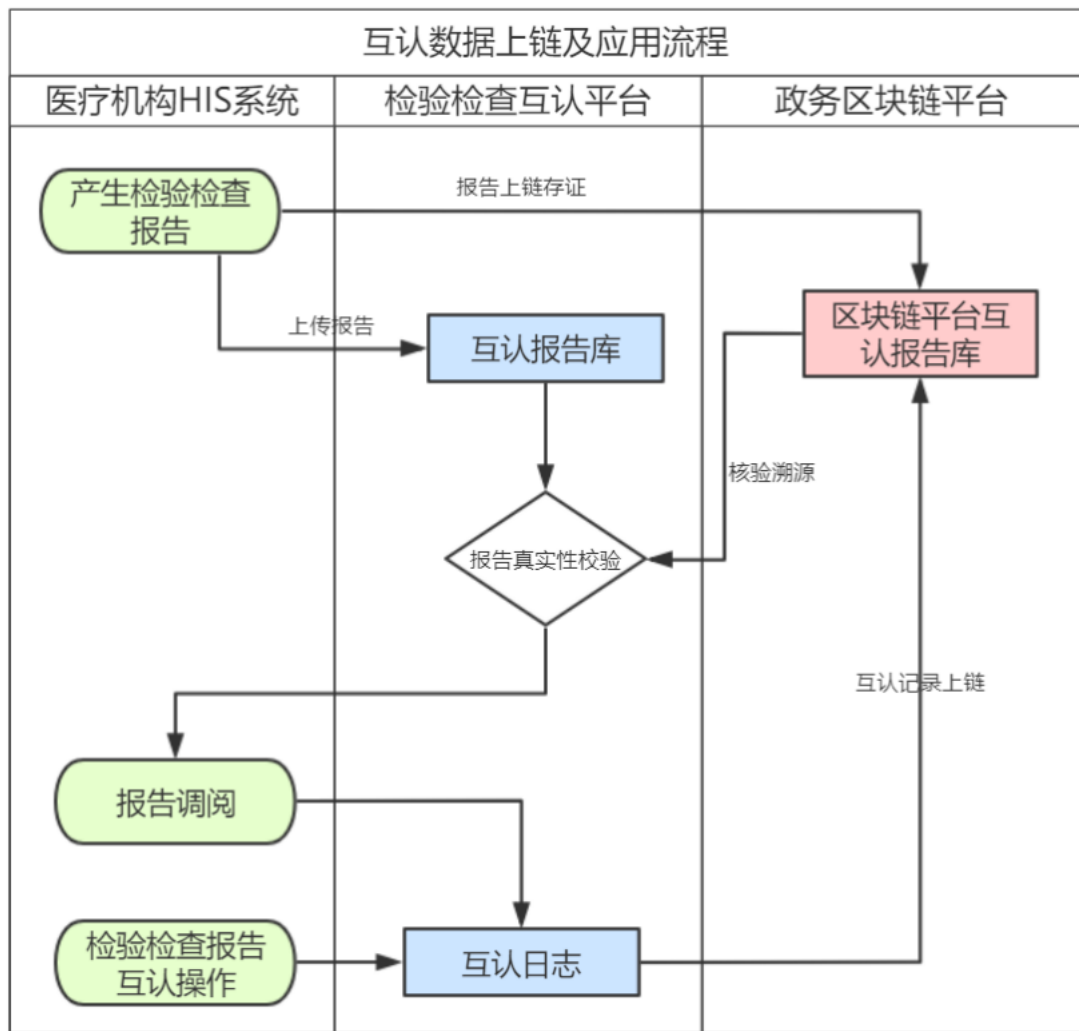 互认数据上链及应用流程
医疗机构HIS系统
检验检查互认平台
政务区块链平台
产生检验检查
报告
报告上链存证
上传报告
互认报告库
区块链平台互
认报告库
核验溯源
报告真实性校验
互认记录上链
报告调阅
检验检查报告
互认操作
互认日志